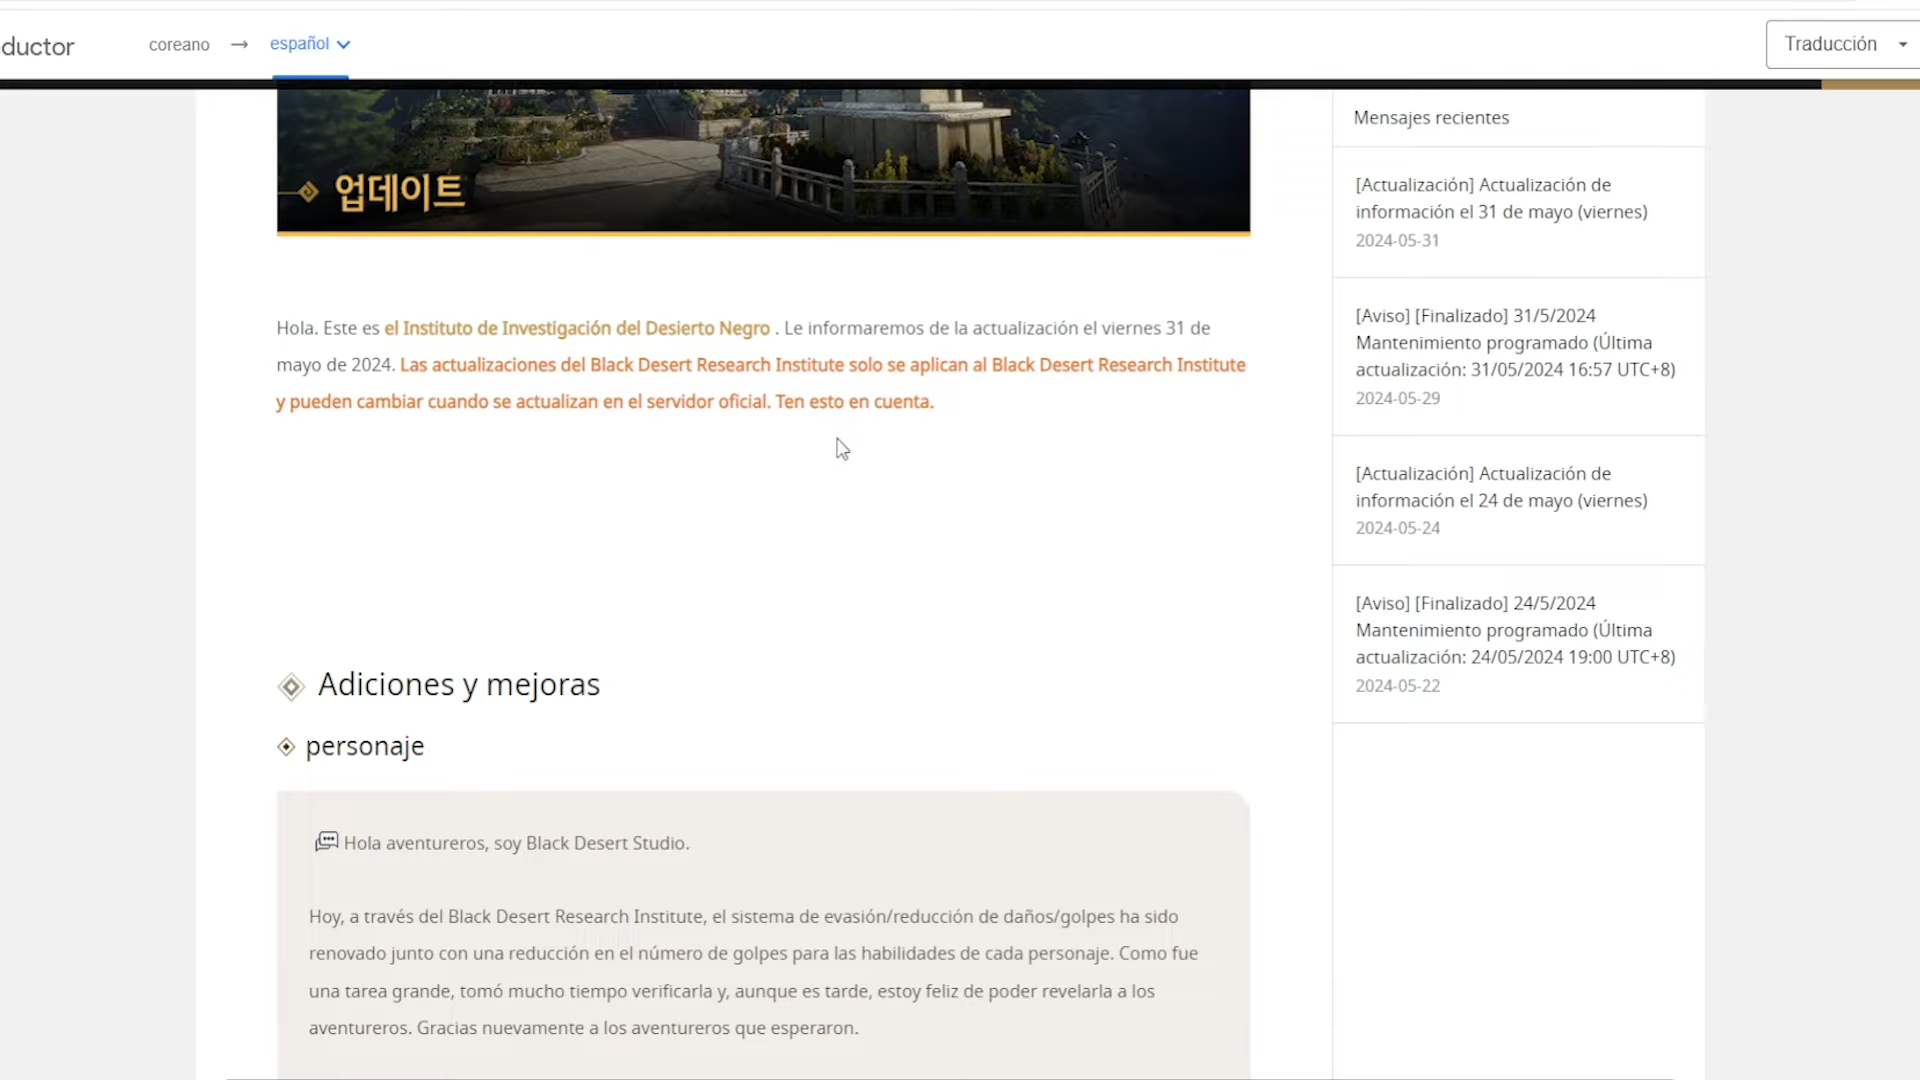 ductor
coreano → español
Traducción
업데이트
Hola. Este es el Instituto de Investigación del Desierto Negro . Le informaremos de la actualización el viernes 31 de
mayo de 2024. Las actualizaciones del Black Desert Research Institute solo se aplican al Black Desert Research Institute
y pueden cambiar cuando se actualizan en el servidor oficial. Ten esto en cuenta.
Adiciones y mejoras
personaje
Hola aventureros, soy Black Desert Studio.
Hoy, a través del Black Desert Research Institute, el sistema de evasión/reducción de daños/golpes ha sido
renovado junto con una reducción en el número de golpes para las habilidades de cada personaje. Como fue
una tarea grande, tomó mucho tiempo verificarla y, aunque es tarde, estoy feliz de poder revelarla a los
aventureros. Gracias nuevamente a los aventureros que esperaron.
Mensajes recientes
[Actualización] Actualización de
información el 31 de mayo (viernes)
2024-05-31
[Aviso] [Finalizado] 31/5/2024
Mantenimiento programado (Última
actualización: 31/05/2024 16:57 UTC+8)
2024-05-29
[Actualización] Actualización de
información el 24 de mayo (viernes)
2024-05-24
[Aviso] [Finalizado] 24/5/2024
Mantenimiento programado (Última
actualización: 24/05/2024 19:00 UTC+8)
2024-05-22